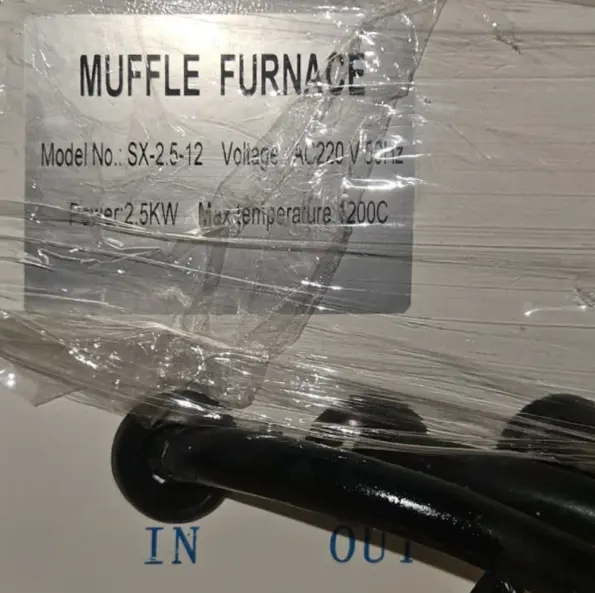 MUFFLE FURNACE
Model No.: SX-2.5-12 Voltage: AC220 V 50Hz
Power:2.5KW Max temperature:1200C
IN OUT